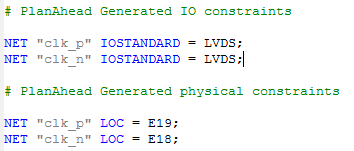 # PlanAhead Generated IO constraints
NET "clk_p" IOSTANDARD = LVDS;
NET "clk_n" IOSTANDARD = LVDS;
# PlanAhead Generated physical constraints
NET "clk_p" LOC = E19;
NET "clk_n" LOC = E18;